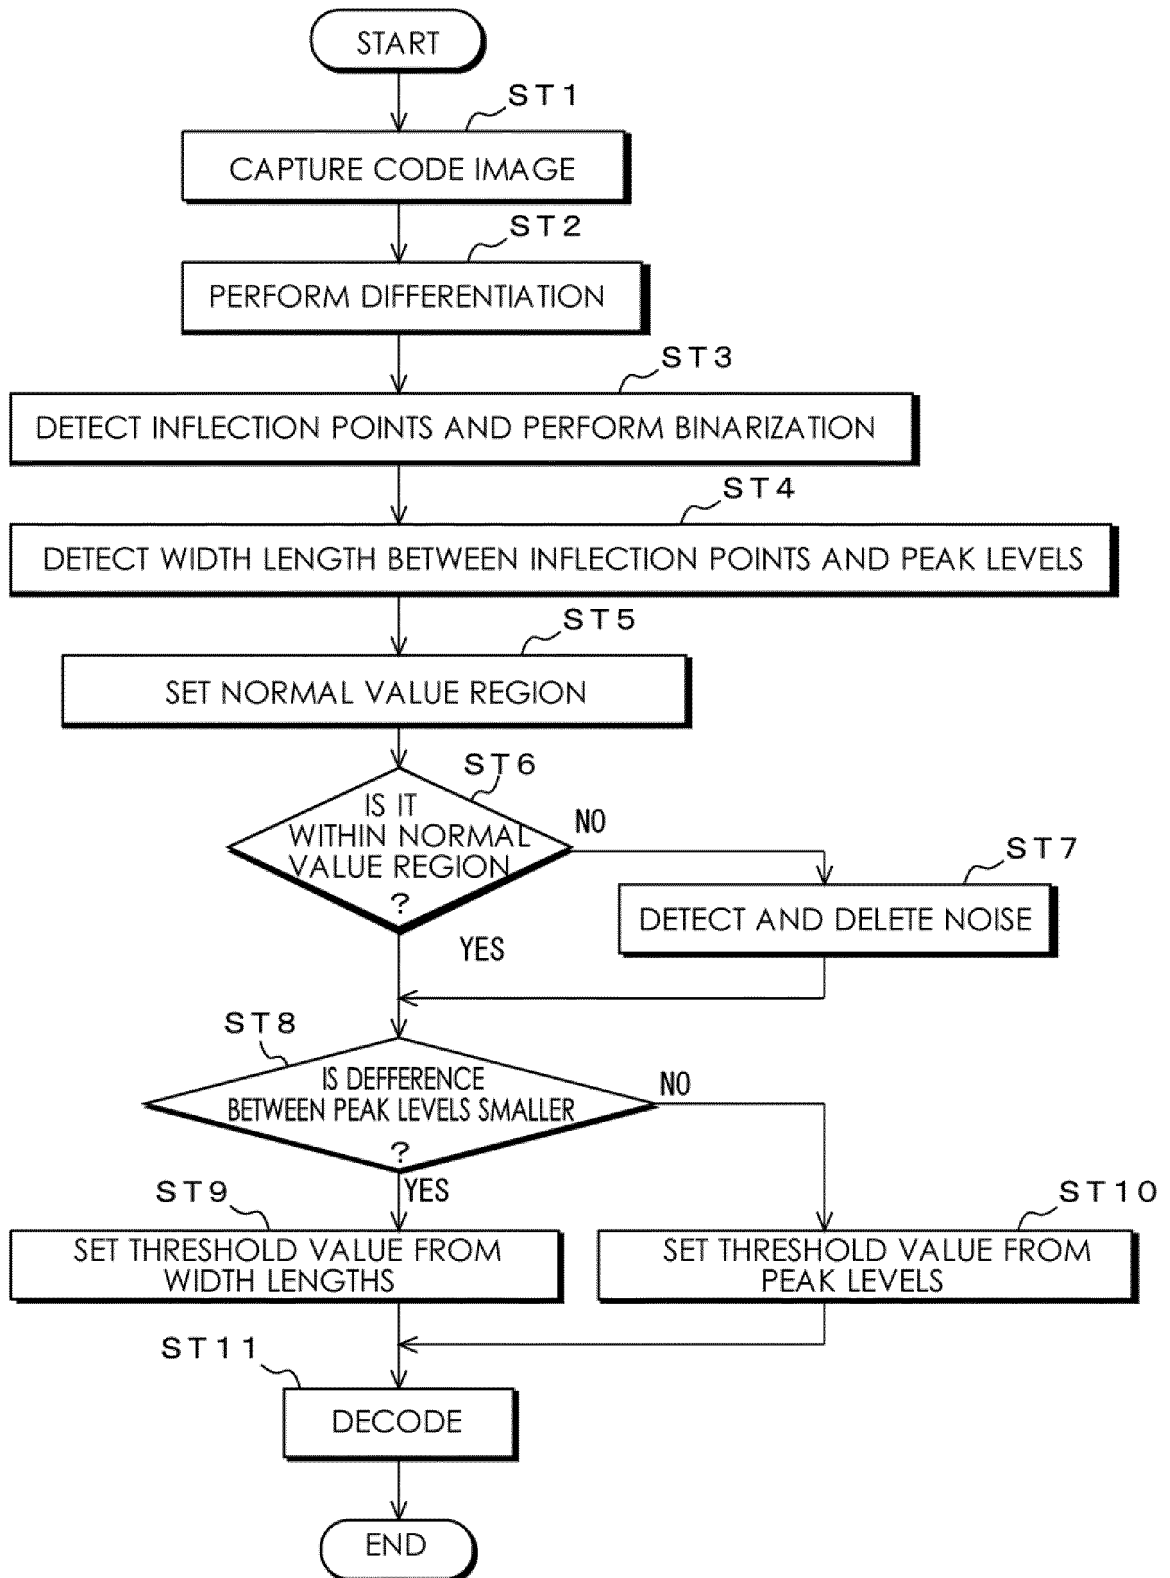 START
ST1
CAPTURE CODE IMAGE
ST2
PERFORM DIFFERENTIATION
ST3
DETECT INFLECTION POINTS AND PERFORM BINARIZATION
ST4
DETECT WIDTH LENGTH BETWEEN INFLECTION POINTS AND PEAK LEVELS
ST5
SET NORMAL VALUE REGION
ST6
IS IT
WITHIN NORMAL
VALUE REGION
?
NO
YES
ST7
DETECT AND DELETE NOISE
ST8
IS DEFFERENCE
BETWEEN PEAK LEVELS SMALLER
?
NO
YES
ST9
SET THRESHOLD VALUE FROM
WIDTH LENGTHS
ST10
SET THRESHOLD VALUE FROM
PEAK LEVELS
ST11
DECODE
END